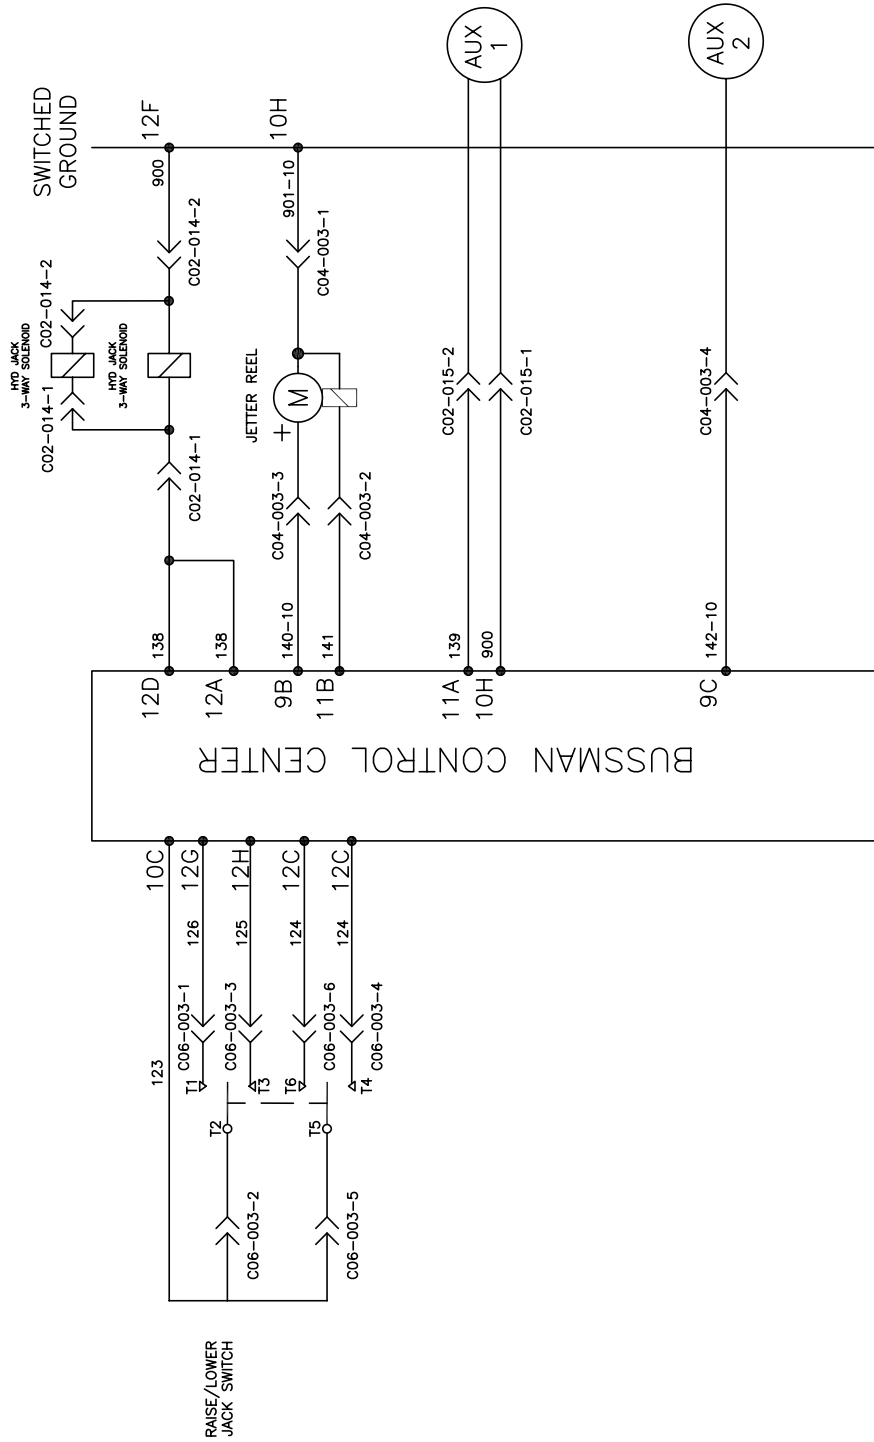 SWITCHED
GROUND
RAISE/LOWER
JACK SWITCH
123
C06-003-2
C06-003-5
T2
T5
T1
T3
T6
T4
C06-003-1
C06-003-3
C06-003-6
C06-003-4
126
125
124
124
10C
12G
12H
12C
12C
BUSSMAN CONTROL CENTER
12D
12A
9B
11B
11A
10H
9C
138
138
140-10
141
139
900
142-10
C02-014-1
C02-014-1
HYD JACK
3-WAY SOLENOID
C02-014-2
HYD JACK
3-WAY SOLENOID
C02-014-2
900
12F
C04-003-3
C04-003-2
JETTER REEL
+
M
C04-003-1
901-10
10H
C02-015-2
C02-015-1
AUX
1
C04-003-4
AUX
2